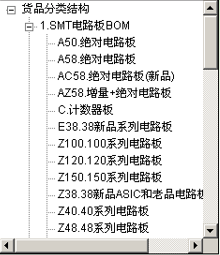 货品分类结构
1.SMT电路板BOM
A50.绝对电路板
A58.绝对电路板
AC58.绝对电路板(新品)
AZ58.增量+绝对电路板
C.计数器板
E38.38新品系列电路板
Z100.100系列电路板
Z120.120系列电路板
Z150.150系列电路板
Z38.38新品ASIC和老品电路板
Z40.40系列电路板
Z48.48系列电路板